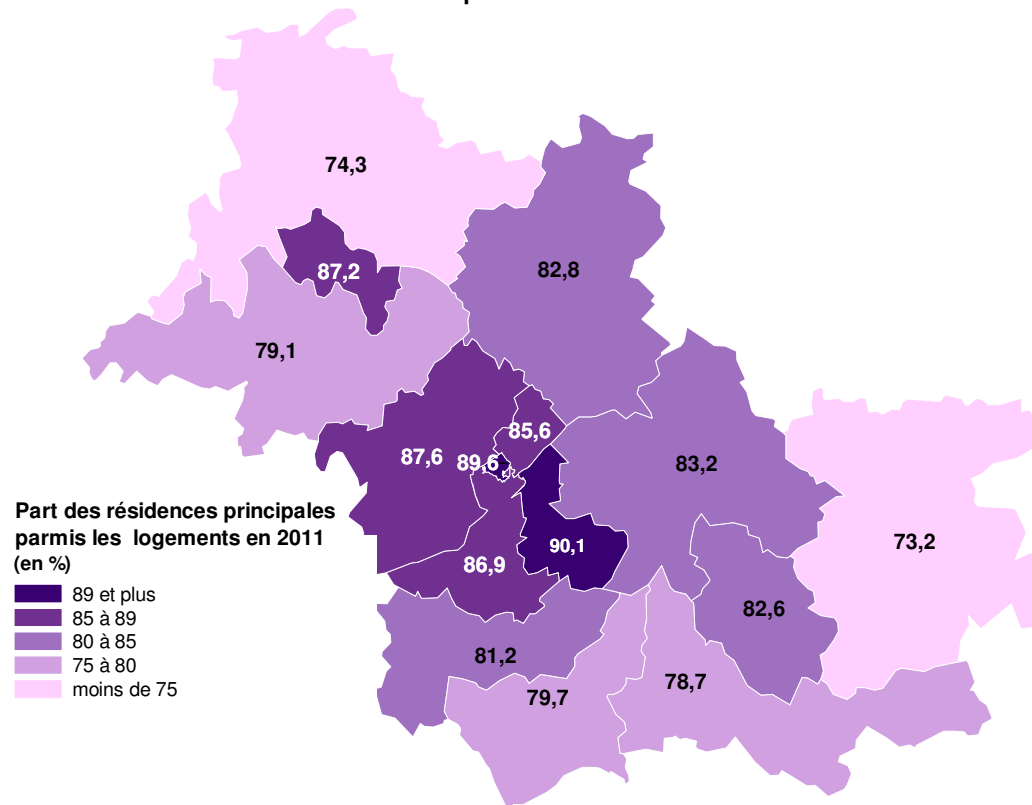 74,3
87,2
82,8
79,1
85,6
87,6
89,6
83,2
90,1
73,2
86,9
82,6
81,2
79,7
78,7
Part des résidences principales
parmis les logements en 2011
(en %)
89 et plus
85 à 89
80 à 85
75 à 80
moins de 75